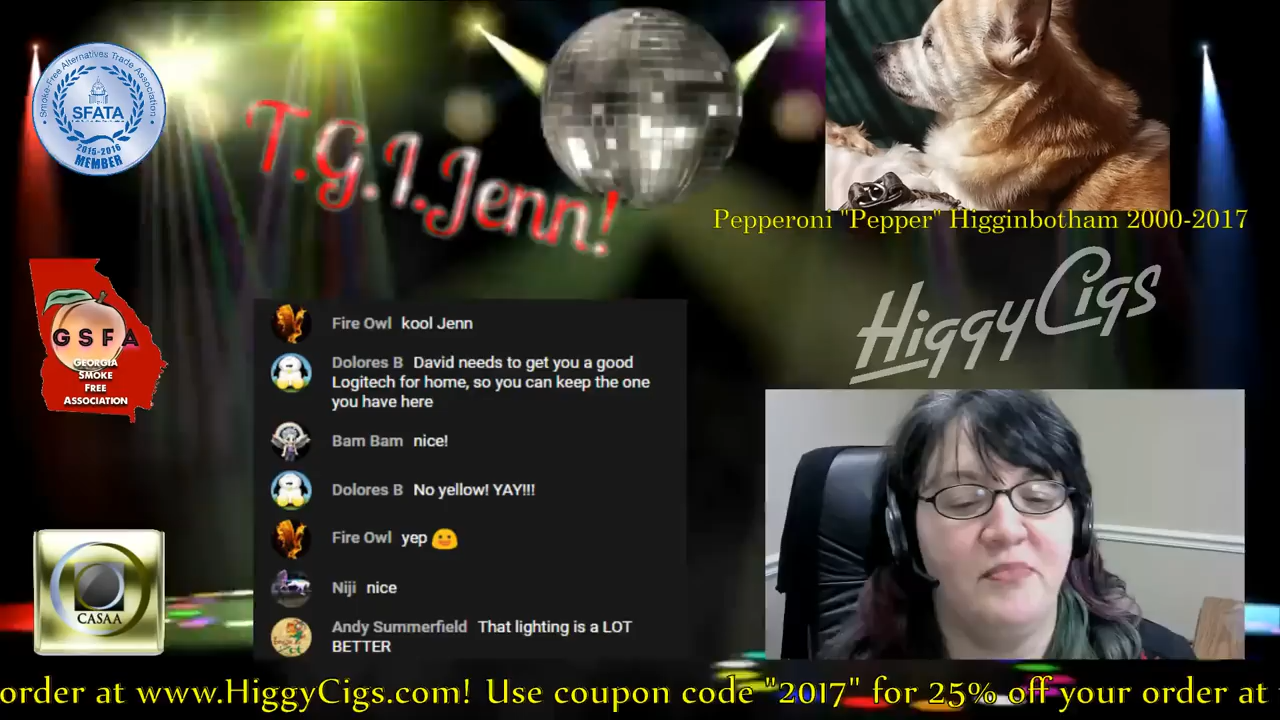 Smoke-Free Alternatives Trade Association
SFATA
2015-2016
MEMBER
T.G.I.Jenn!
Pepperoni "Pepper" Higginbotham 2000-2017
HiggyCigs
GSFA
GEORGIA
SMOKE
FREE
ASSOCIATION
Fire Owl kool Jenn
Dolores B David needs to get you a good
Logitech for home, so you can keep the one
you have here
Bam Bam nice!
Dolores B No yellow! YAY!!!
Fire Owl yep
Niji nice
Andy Summerfield That lighting is a LOT
BETTER
CASAA
order at www.HiggyCigs.com! Use coupon code "2017" for 25% off your order at